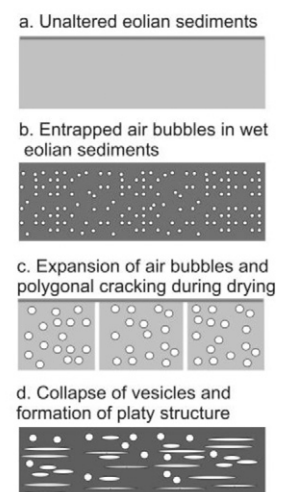 a. Unaltered eolian sediments
b. Entrapped air bubbles in wet
eolian sediments
c. Expansion of air bubbles and
polygonal cracking during drying
d. Collapse of vesicles and
formation of platy structure